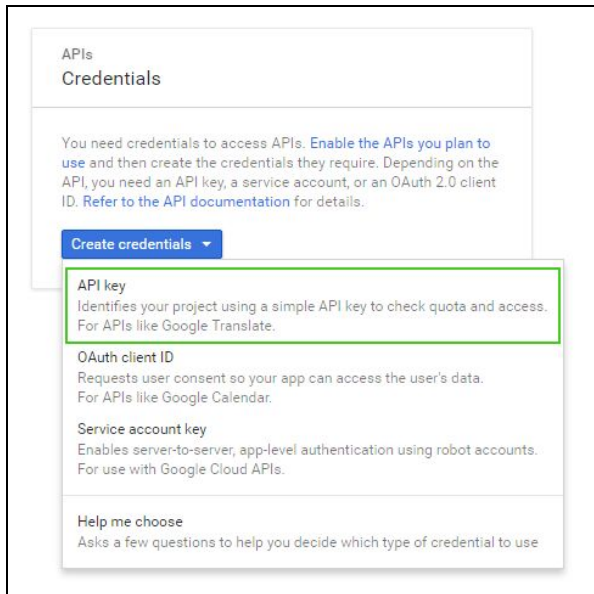 APIs
Credentials
You need credentials to access APIs. Enable the APIs you plan to
use and then create the credentials they require. Depending on the
API, you need an API key, a service account, or an OAuth 2.0 client
ID. Refer to the API documentation for details.
Create credentials
API key
Identifies your project using a simple API key to check quota and access.
For APIs like Google Translate.
OAuth client ID
Requests user consent so your app can access the user's data.
For APIs like Google Calendar.
Service account key
Enables server-to-server, app-level authentication using robot accounts.
For use with Google Cloud APIs.
Help me choose
Asks a few questions to help you decide which type of credential to use